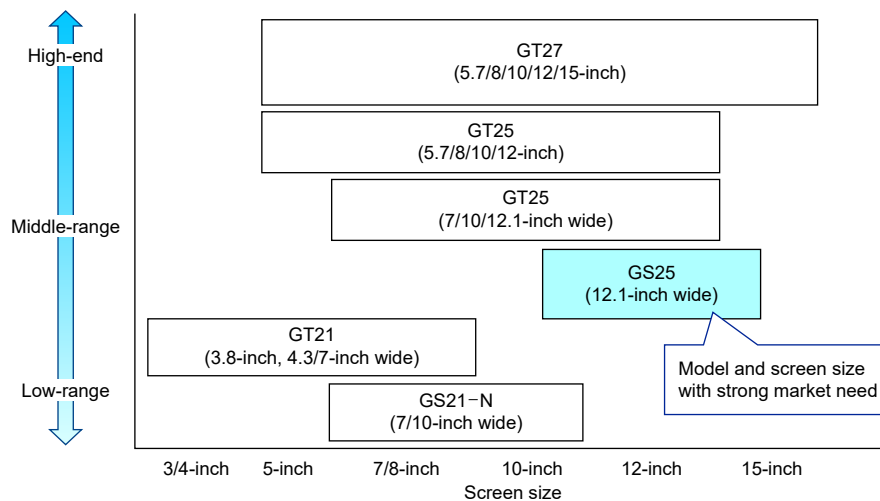 High-end
GT27
(5.7/8/10/12/15-inch)
GT25
(5.7/8/10/12-inch)
GT25
(7/10/12.1-inch wide)
Middle-range
GS25
(12.1-inch wide)
GT21
(3.8-inch, 4.3/7-inch wide)
Model and screen size
with strong market need
Low-range
GS21−N
(7/10-inch wide)
3/4-inch 5-inch 7/8-inch 10-inch 12-inch 15-inch
Screen size